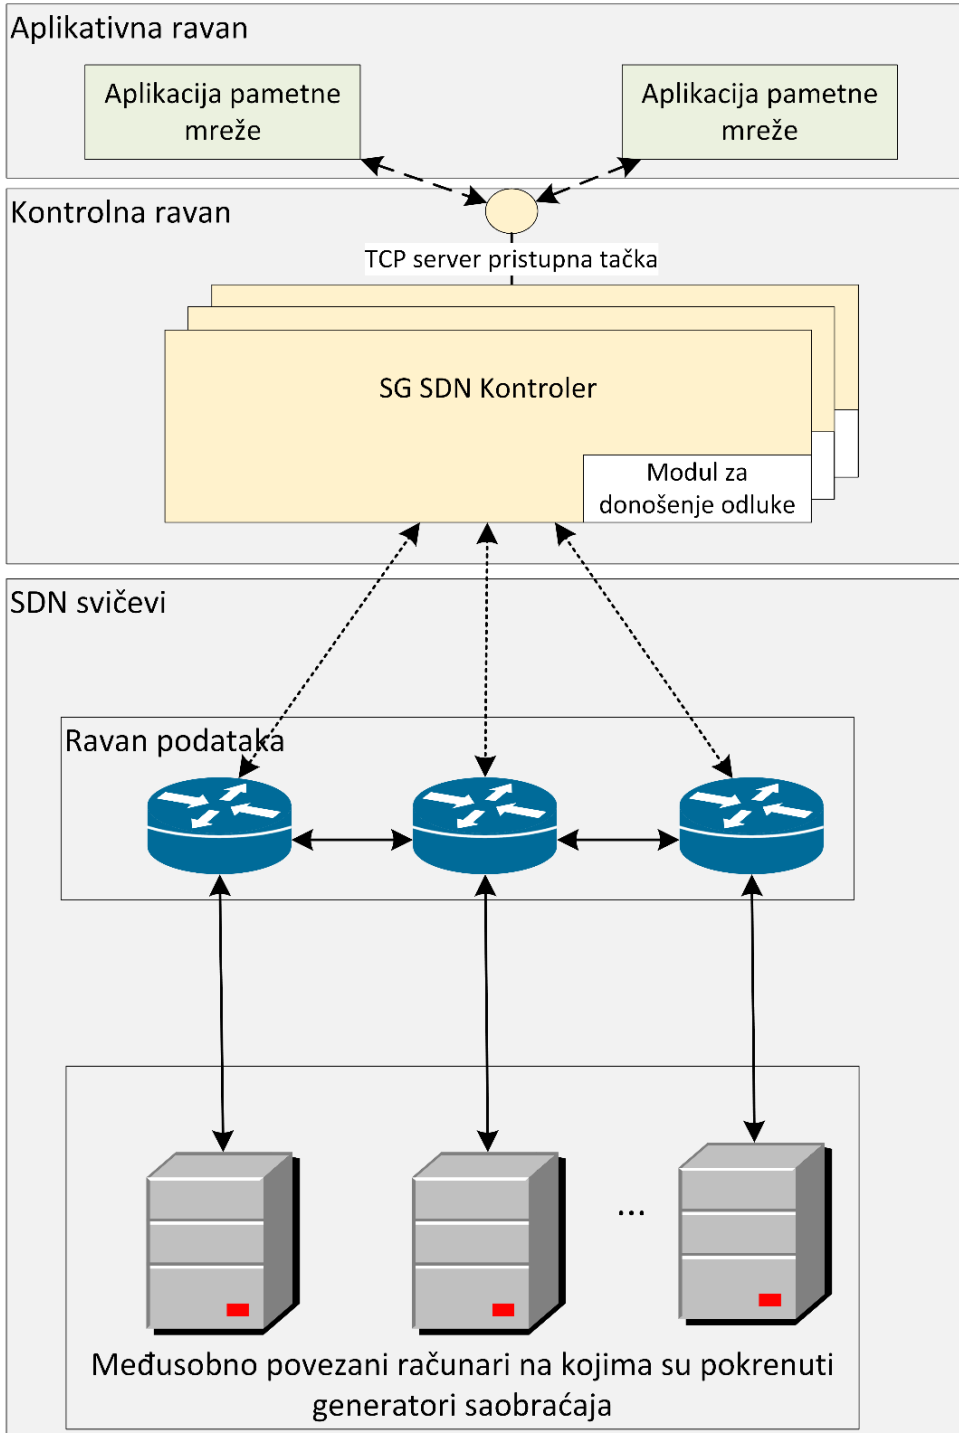 Aplikativna ravan
Aplikacija pametne
mreže
Aplikacija pametne
mreže
Kontrolna ravan
TCP server pristupna tačka
SG SDN Kontroler
Modul za
donošenje odluke
SDN svičevi
Ravan podataka
...
Međusobno povezani računari na kojima su pokrenuti
generatori saobraćaja